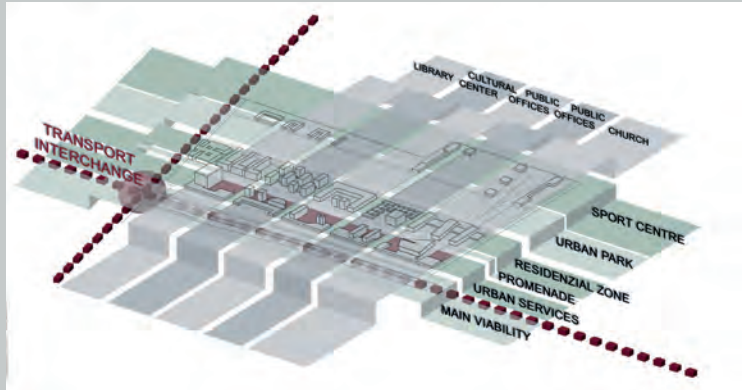 LIBRARY
CULTURAL
CENTER
PUBLIC
OFFICES
PUBLIC
OFFICES
CHURCH
TRANSPORT
INTERCHANGE
SPORT CENTRE
URBAN PARK
RESIDENZIAL ZONE
PROMENADE
URBAN SERVICES
MAIN VIABILITY